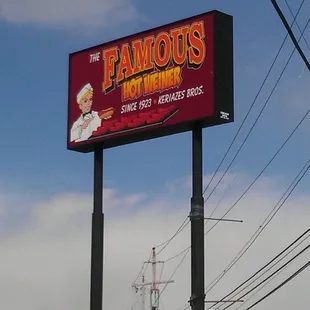 THE FAMOUS
HOT WEINER
SINCE 1923 • KERIAZES BROS.